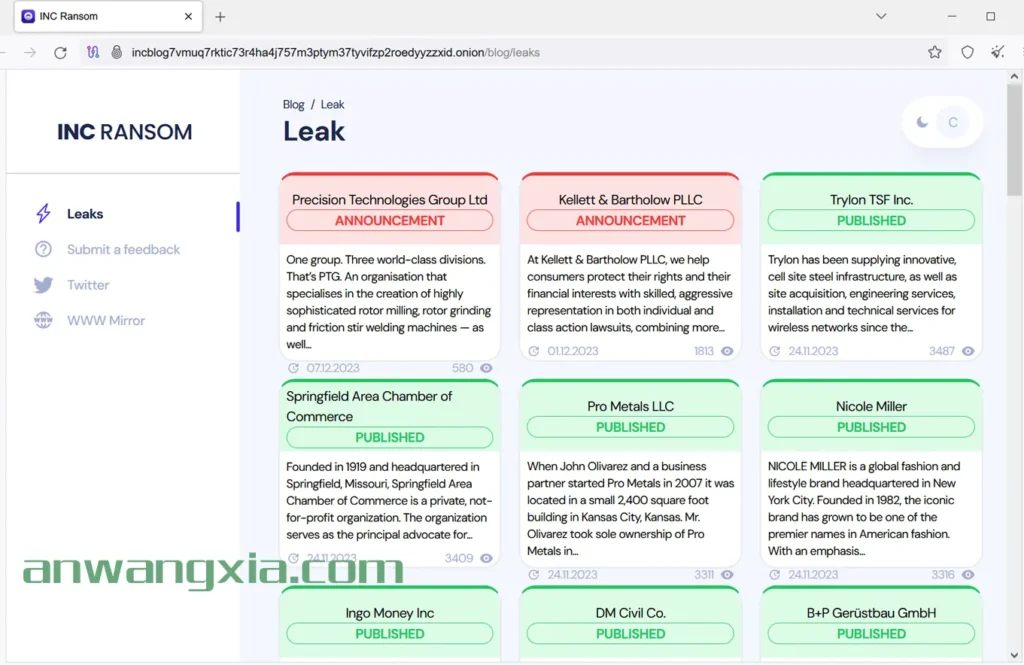 INC Ransom
incblog7vmuq7rktic73r4ha4j757m3ptym37tyvifzp2roedyyzzxid.onion/blog/leaks
INC RANSOM
Leaks
Submit a feedback
Twitter
WWW Mirror
Blog / Leak
Leak
C
Precision Technologies Group Ltd
ANNOUNCEMENT
One group. Three world-class divisions.
That's PTG. An organisation that
specialises in the creation of highly
sophisticated rotor milling, rotor grinding
and friction stir welding machines — as
well...
07.12.2023 580
Kellett & Bartholow PLLC
ANNOUNCEMENT
At Kellett & Bartholow PLLC, we help
consumers protect their rights and their
financial interests with skilled, aggressive
representation in both individual and
class action lawsuits, combining more...
01.12.2023 1813
Trylon TSF Inc.
PUBLISHED
Trylon has been supplying innovative,
cell site steel infrastructure, as well as
site acquisition, engineering services,
installation and technical services for
wireless networks since the...
24.11.2023 3487
Springfield Area Chamber of
Commerce
PUBLISHED
Founded in 1919 and headquartered in
Springfield, Missouri, Springfield Area
Chamber of Commerce is a private, not-
for-profit organization. The organization
serves as the principal advocate for...
24.11.2023 3409
Pro Metals LLC
PUBLISHED
When John Olivarez and a business
partner started Pro Metals in 2007 it was
located in a small 2,400 square foot
building in Kansas City, Kansas. Mr.
Olivarez took sole ownership of Pro
Metals in...
24.11.2023 3311
Nicole Miller
PUBLISHED
NICOLE MILLER is a global fashion and
lifestyle brand headquartered in New
York City. Founded in 1982, the iconic
brand has grown to be one of the
premier names in American fashion.
With an emphasis...
24.11.2023 3316
Ingo Money Inc
PUBLISHED
DM Civil Co.
PUBLISHED
B+P Gerüstbau GmbH
PUBLISHED
anwangxia.com